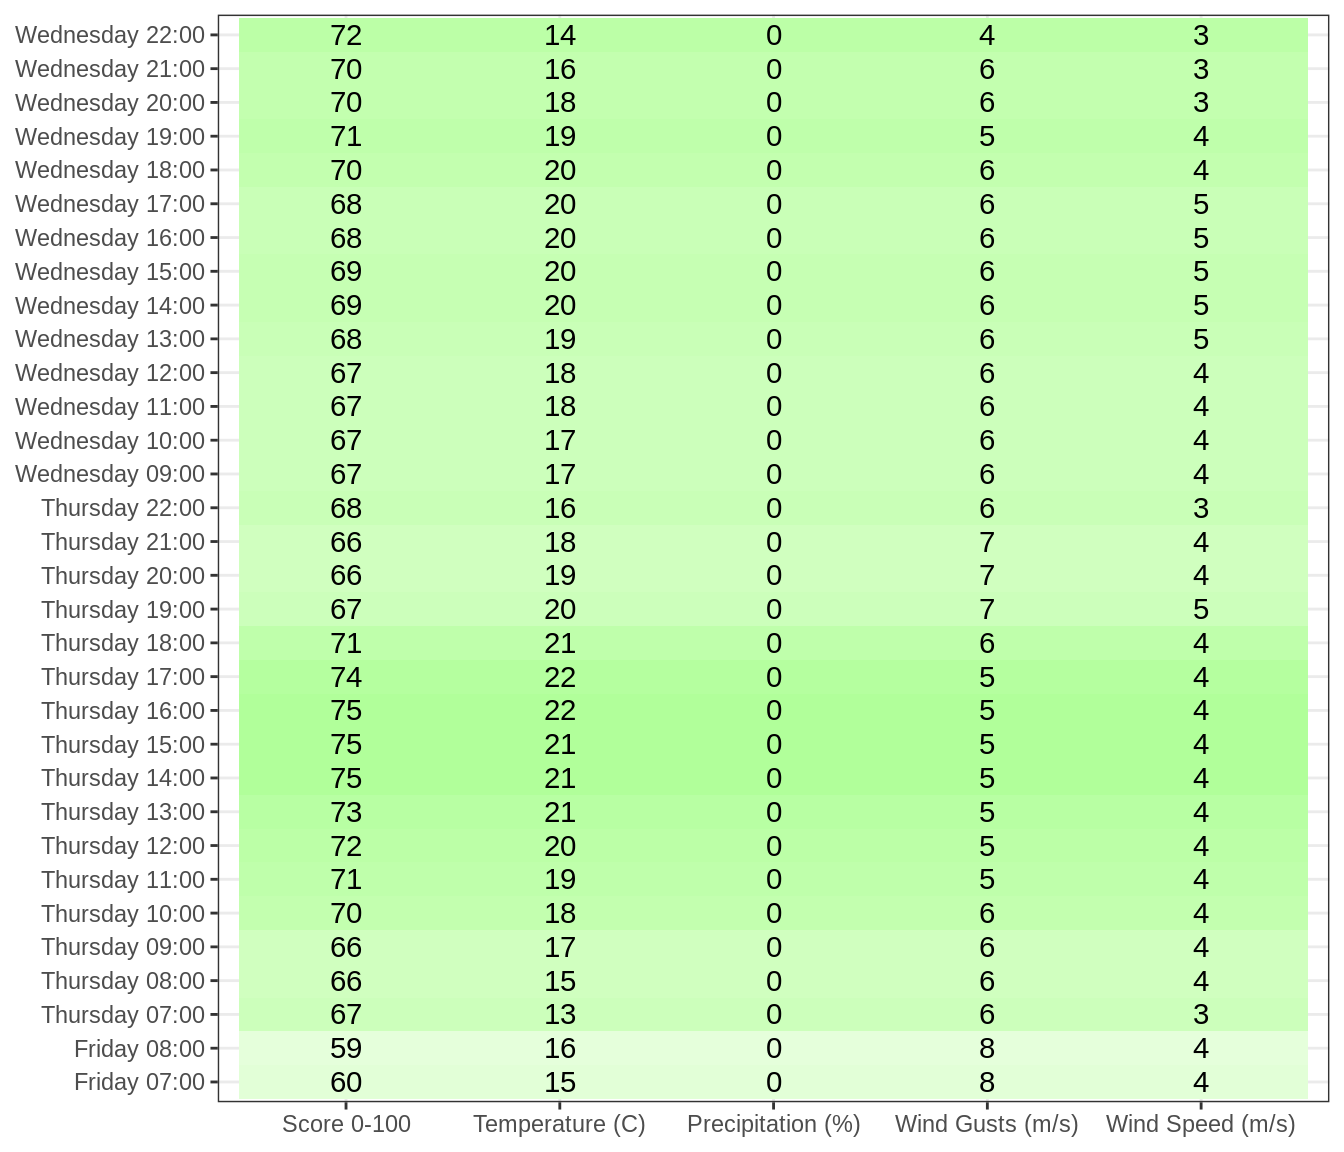 Wednesday 22:00 72 14 0 4 3
Wednesday 21:00 70 16 0 6 3
Wednesday 20:00 70 18 0 6 3
Wednesday 19:00 71 19 0 5 4
Wednesday 18:00 70 20 0 6 4
Wednesday 17:00 68 20 0 6 5
Wednesday 16:00 68 20 0 6 5
Wednesday 15:00 69 20 0 6 5
Wednesday 14:00 69 20 0 6 5
Wednesday 13:00 68 19 0 6 5
Wednesday 12:00 67 18 0 6 4
Wednesday 11:00 67 18 0 6 4
Wednesday 10:00 67 17 0 6 4
Wednesday 09:00 67 17 0 6 4
Thursday 22:00 68 16 0 6 3
Thursday 21:00 66 18 0 7 4
Thursday 20:00 66 19 0 7 4
Thursday 19:00 67 20 0 7 5
Thursday 18:00 71 21 0 6 4
Thursday 17:00 74 22 0 5 4
Thursday 16:00 75 22 0 5 4
Thursday 15:00 75 21 0 5 4
Thursday 14:00 75 21 0 5 4
Thursday 13:00 73 21 0 5 4
Thursday 12:00 72 20 0 5 4
Thursday 11:00 71 19 0 5 4
Thursday 10:00 70 18 0 6 4
Thursday 09:00 66 17 0 6 4
Thursday 08:00 66 15 0 6 4
Thursday 07:00 67 13 0 6 3
Friday 08:00 59 16 0 8 4
Friday 07:00 60 15 0 8 4
Score 0-100 Temperature (C) Precipitation (%) Wind Gusts (m/s) Wind Speed (m/s)